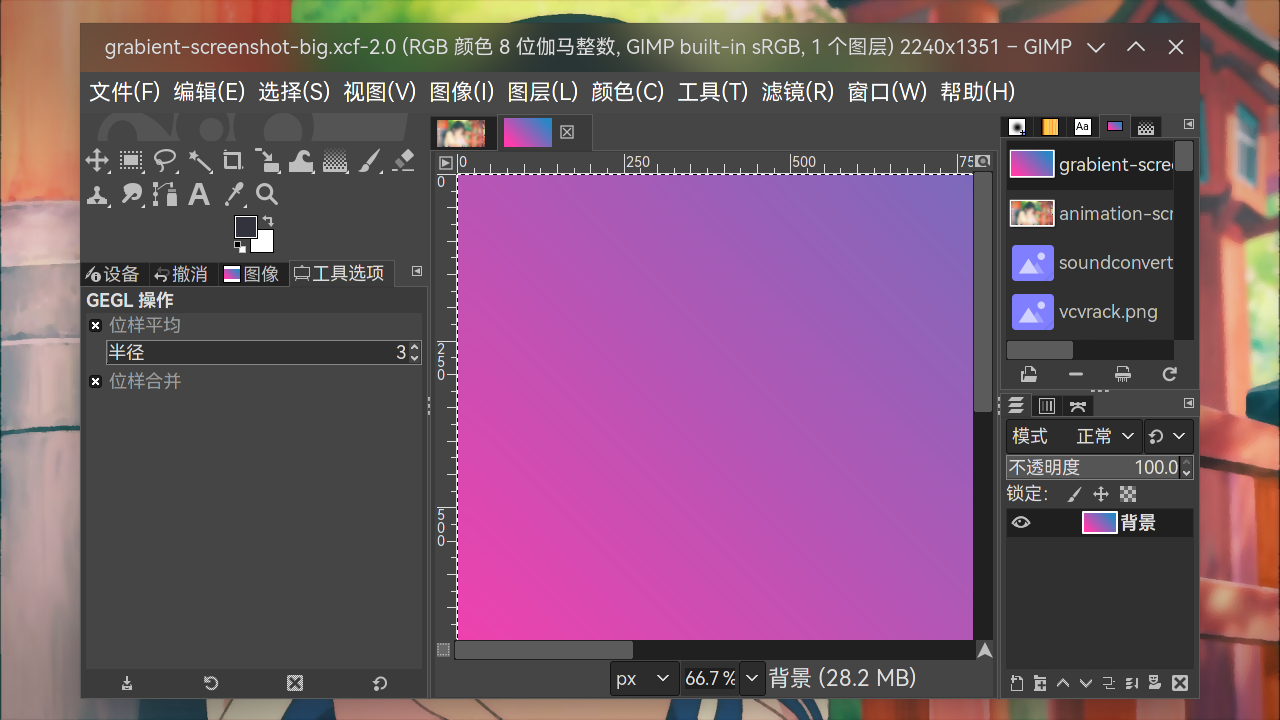 grabient-screenshot-big.xcf-2.0 (RGB 颜色 8 位伽马整数, GIMP built-in sRGB, 1 个图层) 2240x1351 – GIMP
文件(F) 编辑(E) 选择(S) 视图(V) 图像(I) 图层(L) 颜色(C) 工具(T) 滤镜(R) 窗口(W) 帮助(H)
设备 撤消 图像 工具选项
GEGL 操作
位样平均
半径 3
位样合并
0 250 500 75
0
250
500
px 66.7 % 背景 (28.2 MB)
Aa
grabient-scree
animation-scr
soundconvert
vcvrack.png
模式 正常
不透明度 100.0
锁定:
背景